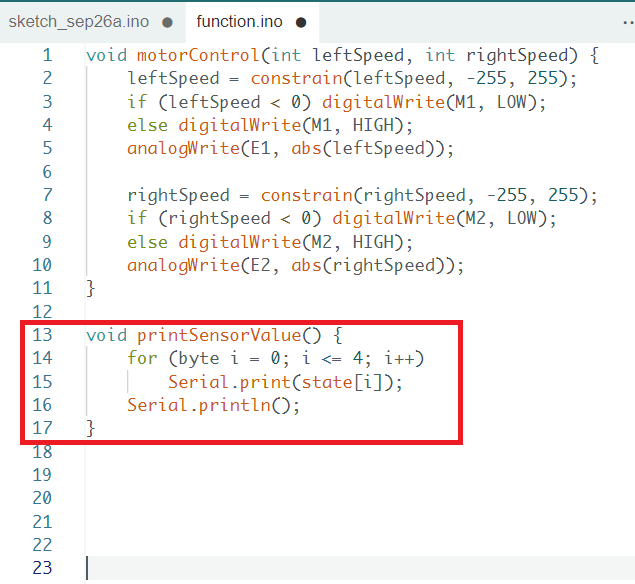 sketch_sep26a.ino ● function.ino ● ..
1 void motorControl(int leftSpeed, int rightSpeed) {
2     leftSpeed = constrain(leftSpeed, -255, 255);
3     if (leftSpeed < 0) digitalWrite(M1, LOW);
4     else digitalWrite(M1, HIGH);
5     analogWrite(E1, abs(leftSpeed));
6
7     rightSpeed = constrain(rightSpeed, -255, 255);
8     if (rightSpeed < 0) digitalWrite(M2, LOW);
9     else digitalWrite(M2, HIGH);
10     analogWrite(E2, abs(rightSpeed));
11 }
12
13 void printSensorValue() {
14     for (byte i = 0; i <= 4; i++)
15         Serial.print(state[i]);
16     Serial.println();
17 }
18
19
20
21
22
23